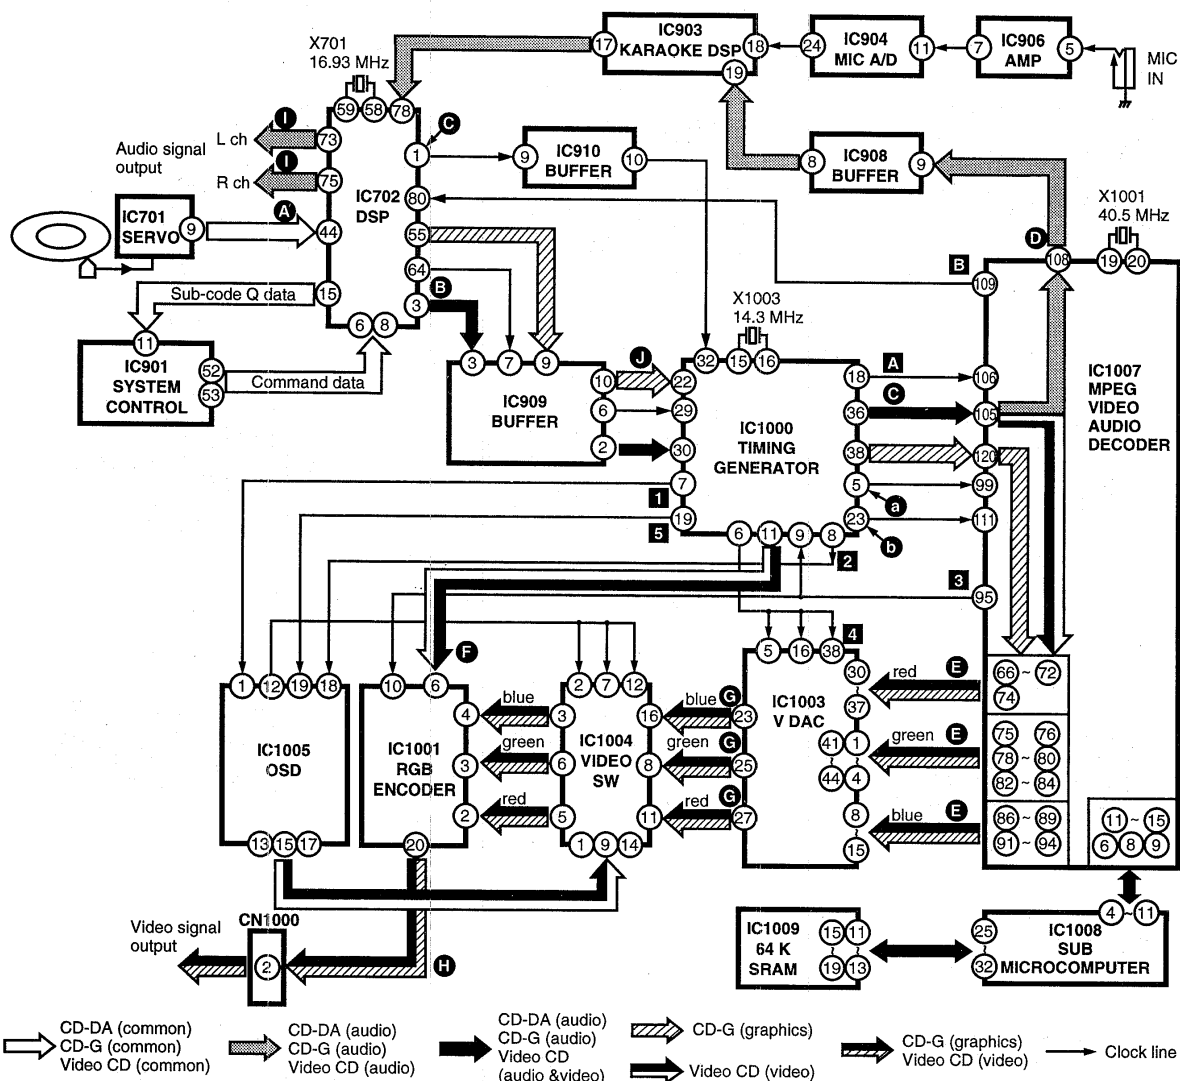 X701
16.93 MHz
59 58 78
17 IC903 18
KARAOKE DSP
19
24 IC904 11
MIC A/D
7 IC906 5
AMP
MIC
IN
I
L ch
73
Audio signal
output
I
R ch
75
C
1
9 IC910 10
BUFFER
8 IC908 9
BUFFER
X1001
40.5 MHz
IC702
DSP
80
IC701
SERVO
9
A
44
55
64
B
3
15
Sub-code Q data
6 8
11
IC901
SYSTEM
CONTROL
52
53
Command data
D
108 19 20
B
109
X1003
14.3 MHz
3 7 9
IC909
BUFFER
10
6
2
J
32 15 16
22
29
30
7
19
IC1000
TIMING
GENERATOR
18
36
38
5
23
6 11 9 8
A
C
a
b
106
105
120
99
111
95
IC1007
MPEG
VIDEO
AUDIO
DECODER
1
5
2
3
4
F
1 12 19 18
IC1005
OSD
13 15 17
10 6
IC1001
RGB
ENCODER
4
3
2
20
blue
green
red
2 7 12
IC1004
VIDEO
SW
3
6
5
16
8
11
1 9 14
blue G
green G
red G
5 16 38
IC1003
V DAC
23
25
27
30
~
37
41 1
44 4
8
~
15
red E
green E
blue E
66 ~ 72
74
75 76
78 ~ 80
82 ~ 84
86 ~ 89
91 ~ 94
11 ~ 15
6 8 9
CN1000
Video signal
output
2
H
IC1009
64 K
SRAM
15 11
~ ~
19 13
4 ~ 11
25
~
32
IC1008
SUB
MICROCOMPUTER
CD-DA (common)
CD-G (common)
Video CD (common)
CD-DA (audio)
CD-G (audio)
Video CD (audio)
CD-DA (audio)
CD-G (audio)
Video CD
(audio &video)
CD-G (graphics)
Video CD (video)
CD-G (graphics)
Video CD (video)
Clock line